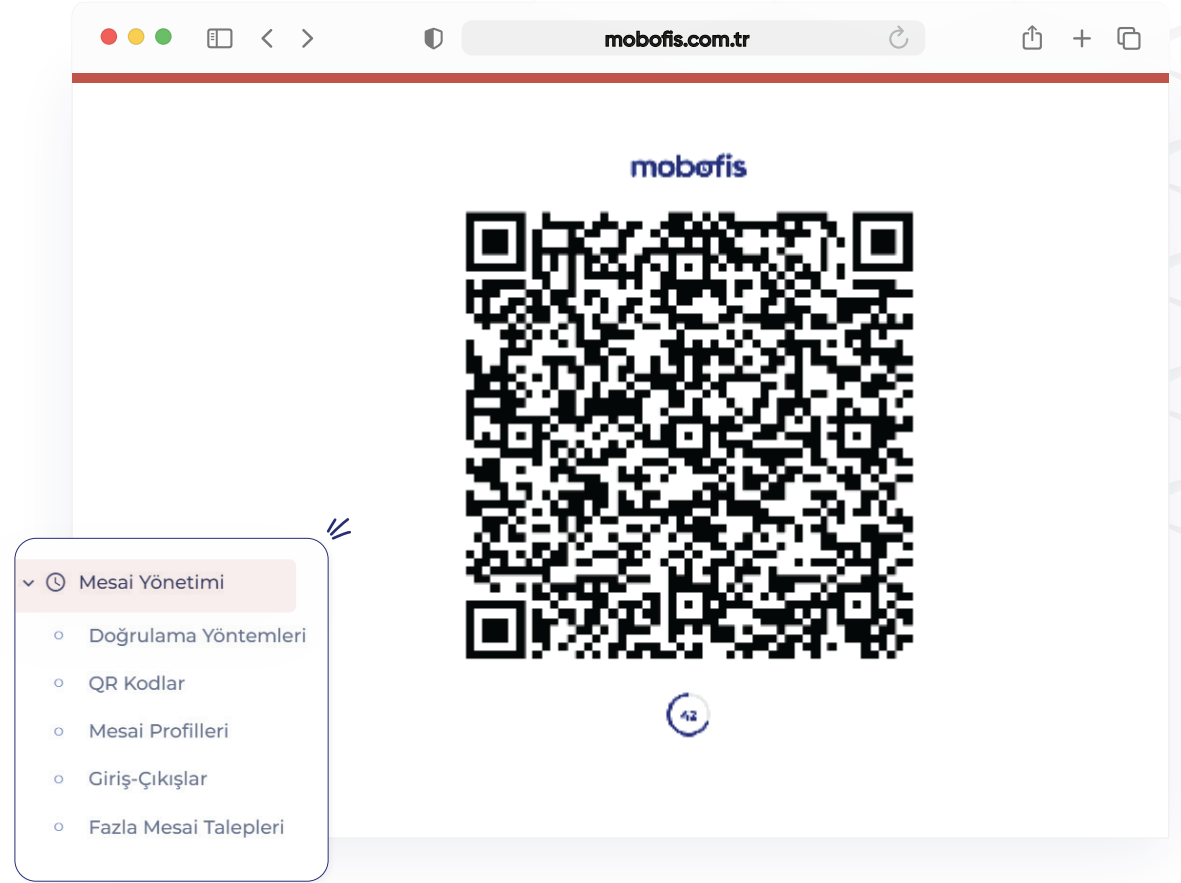 mobofis.com.tr
mobofis
42
Mesai Yönetimi
Doğrulama Yöntemleri
QR Kodlar
Mesai Profilleri
Giriş-Çıkışlar
Fazla Mesai Talepleri